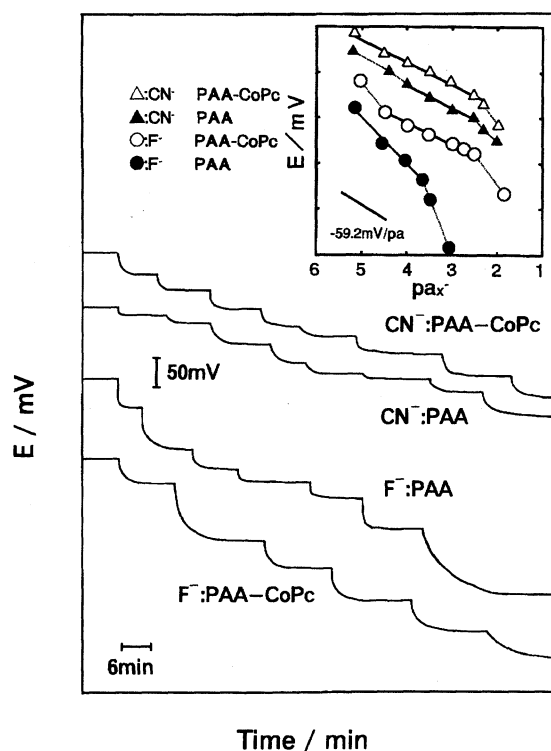 △:CN⁻ PAA-CoPc
▲:CN⁻ PAA
○:F⁻ PAA-CoPc
●:F⁻ PAA
E / mV
-59.2mV/pa
6 5 4 3 2
paₓ⁻
CN⁻:PAA-CoPc
50mV
CN⁻:PAA
E / mV
F⁻:PAA
F⁻:PAA-CoPc
6min
Time / min